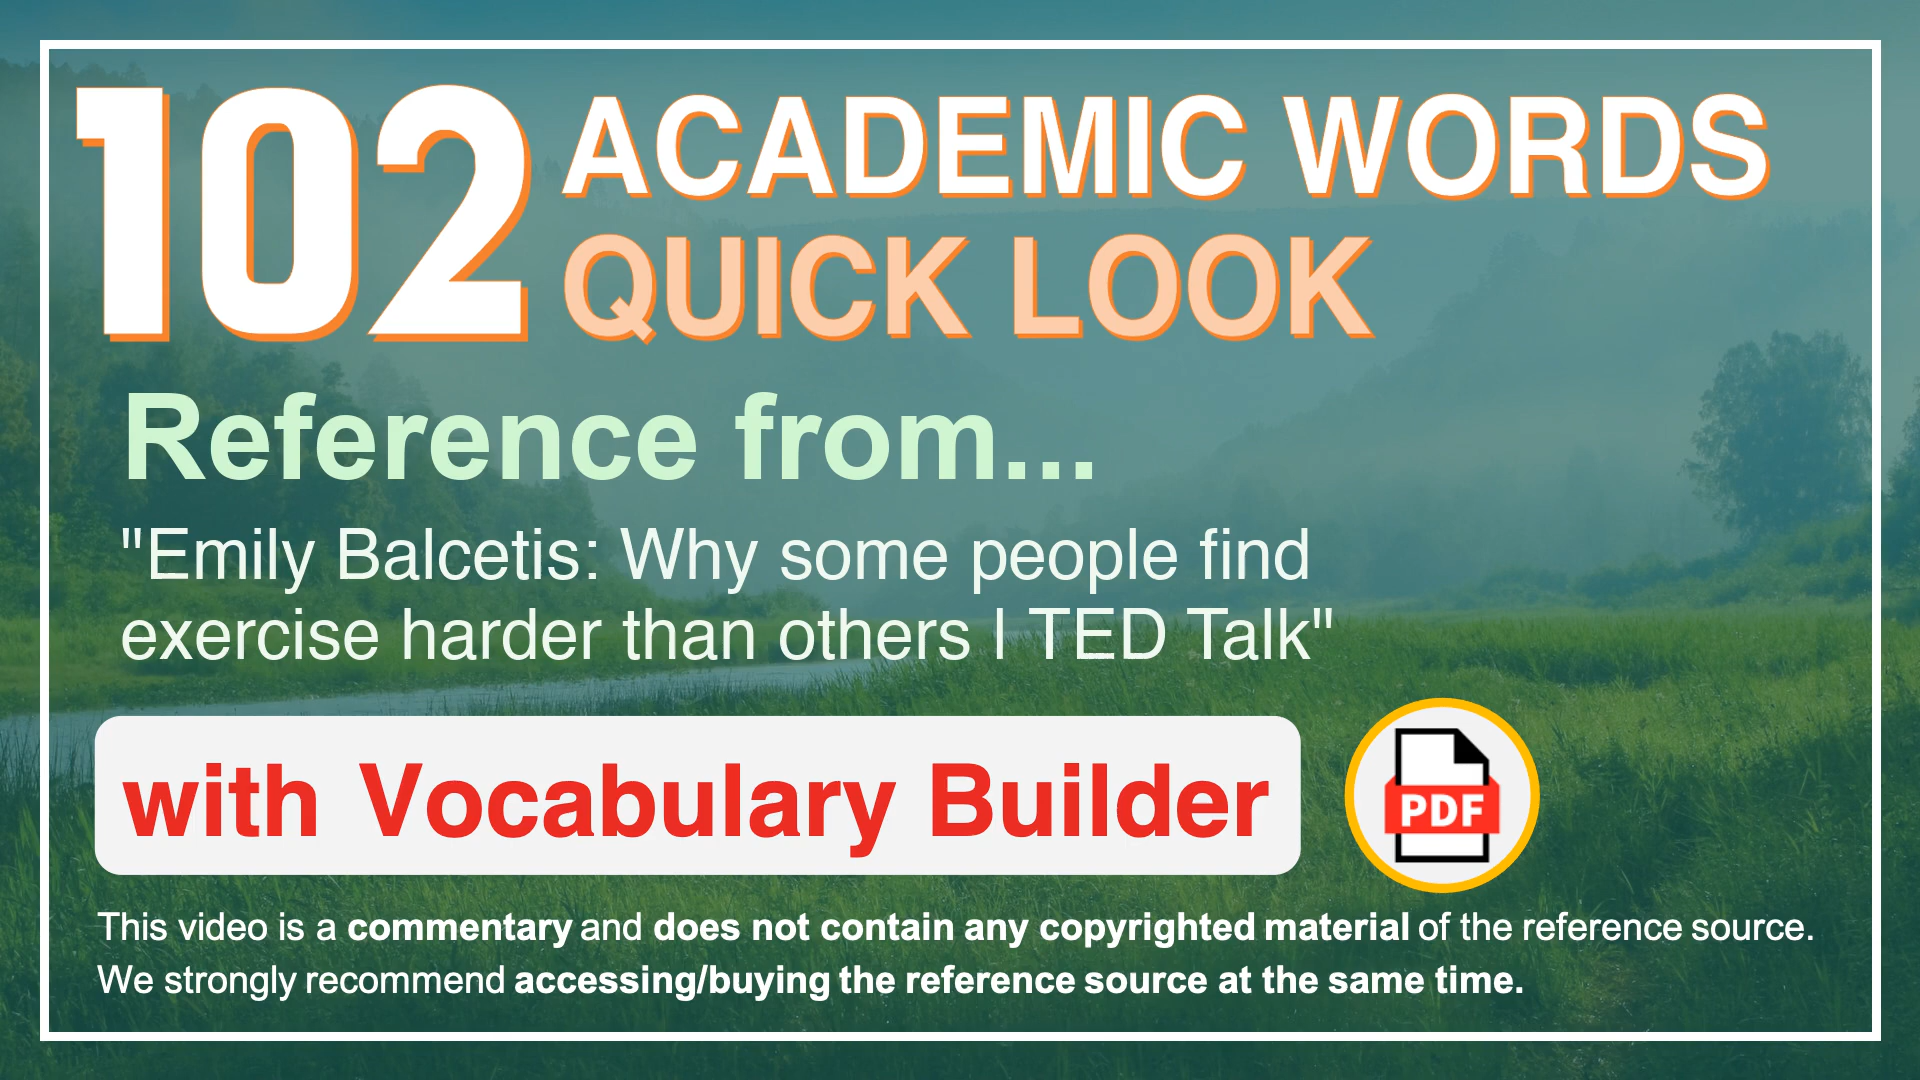 102 ACADEMIC WORDS
QUICK LOOK
Reference from...
"Emily Balcetis: Why some people find
exercise harder than others | TED Talk"
with Vocabulary Builder
PDF
This video is a commentary and does not contain any copyrighted material of the reference source.
We strongly recommend accessing/buying the reference source at the same time.